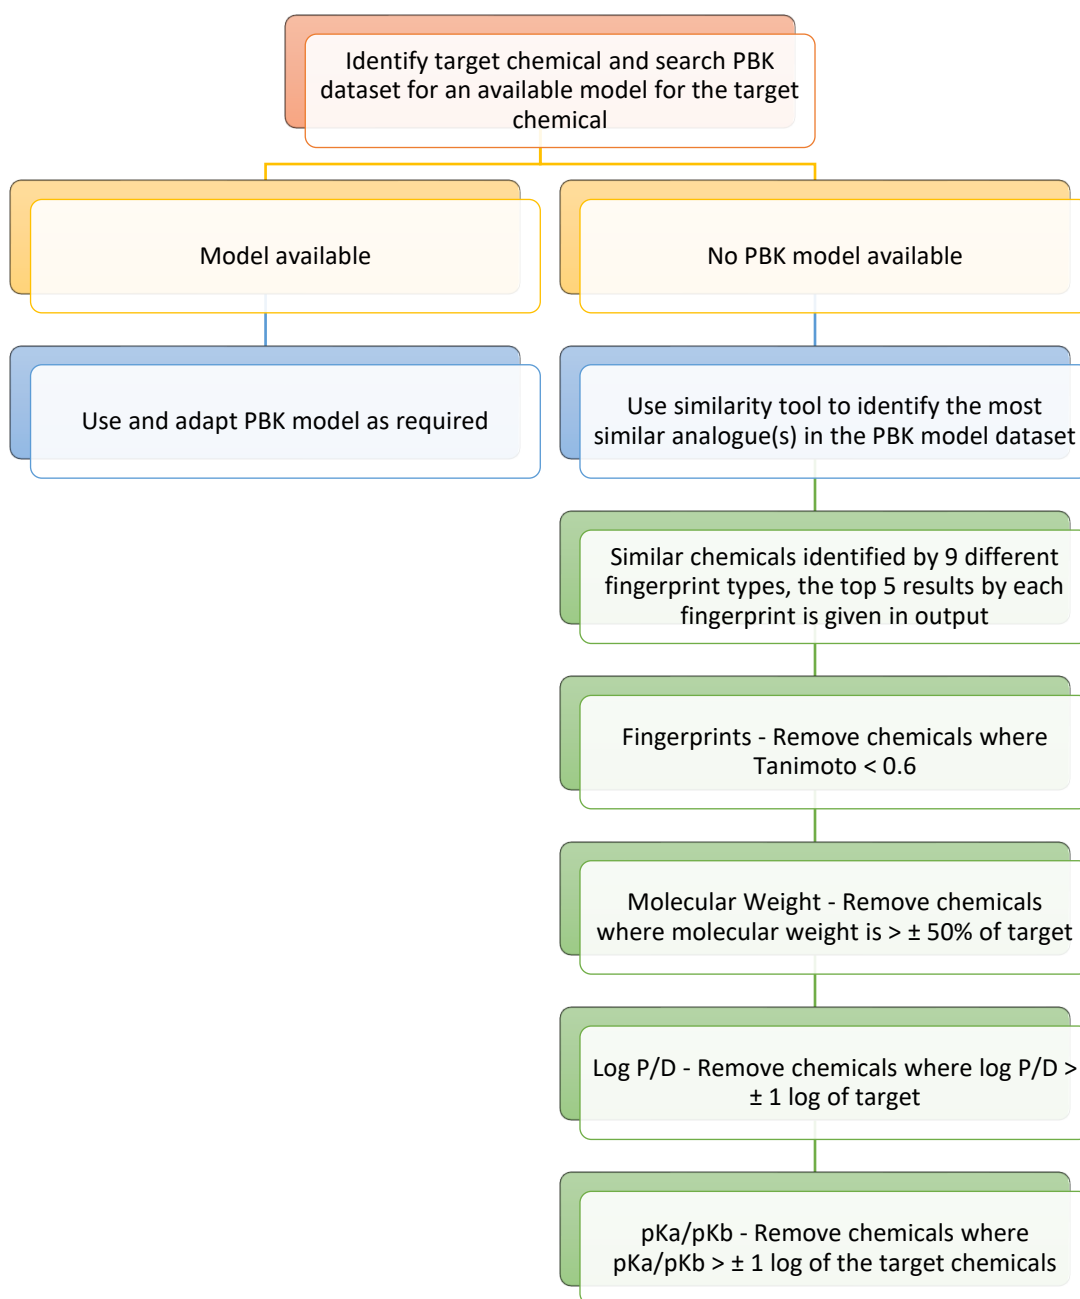 Identify target chemical and search PBK
dataset for an available model for the target
chemical
Model available
No PBK model available
Use and adapt PBK model as required
Use similarity tool to identify the most
similar analogue(s) in the PBK model dataset
Similar chemicals identified by 9 different
fingerprint types, the top 5 results by each
fingerprint is given in output
Fingerprints - Remove chemicals where
Tanimoto < 0.6
Molecular Weight - Remove chemicals
where molecular weight is > ± 50% of target
Log P/D - Remove chemicals where log P/D >
± 1 log of target
pKa/pKb - Remove chemicals where
pKa/pKb > ± 1 log of the target chemicals